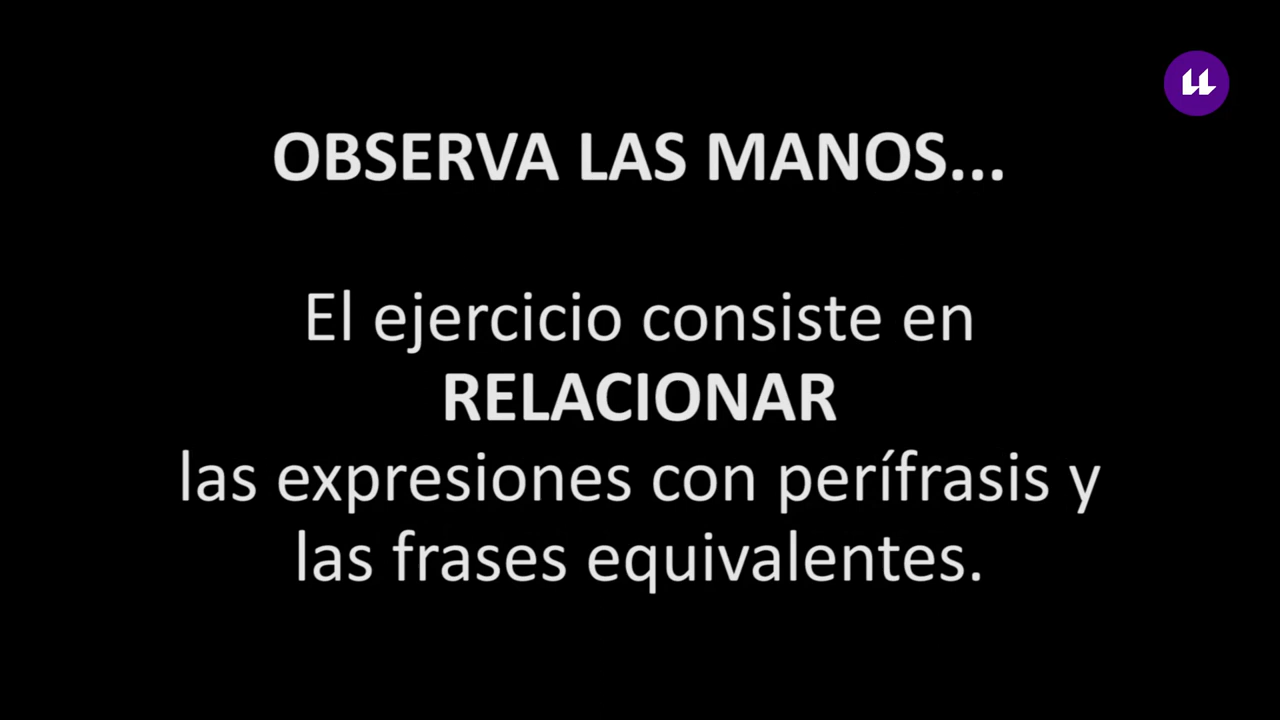 OBSERVA LAS MANOS...
El ejercicio consiste en
RELACIONAR
las expresiones con perífrasis y
las frases equivalentes.